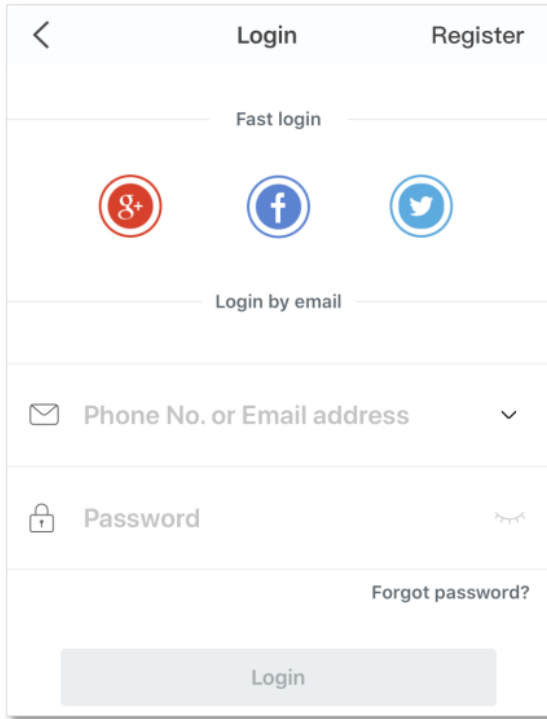 Login Register
Fast login
g+ f
Login by email
Phone No. or Email address
Password
Forgot password?
Login